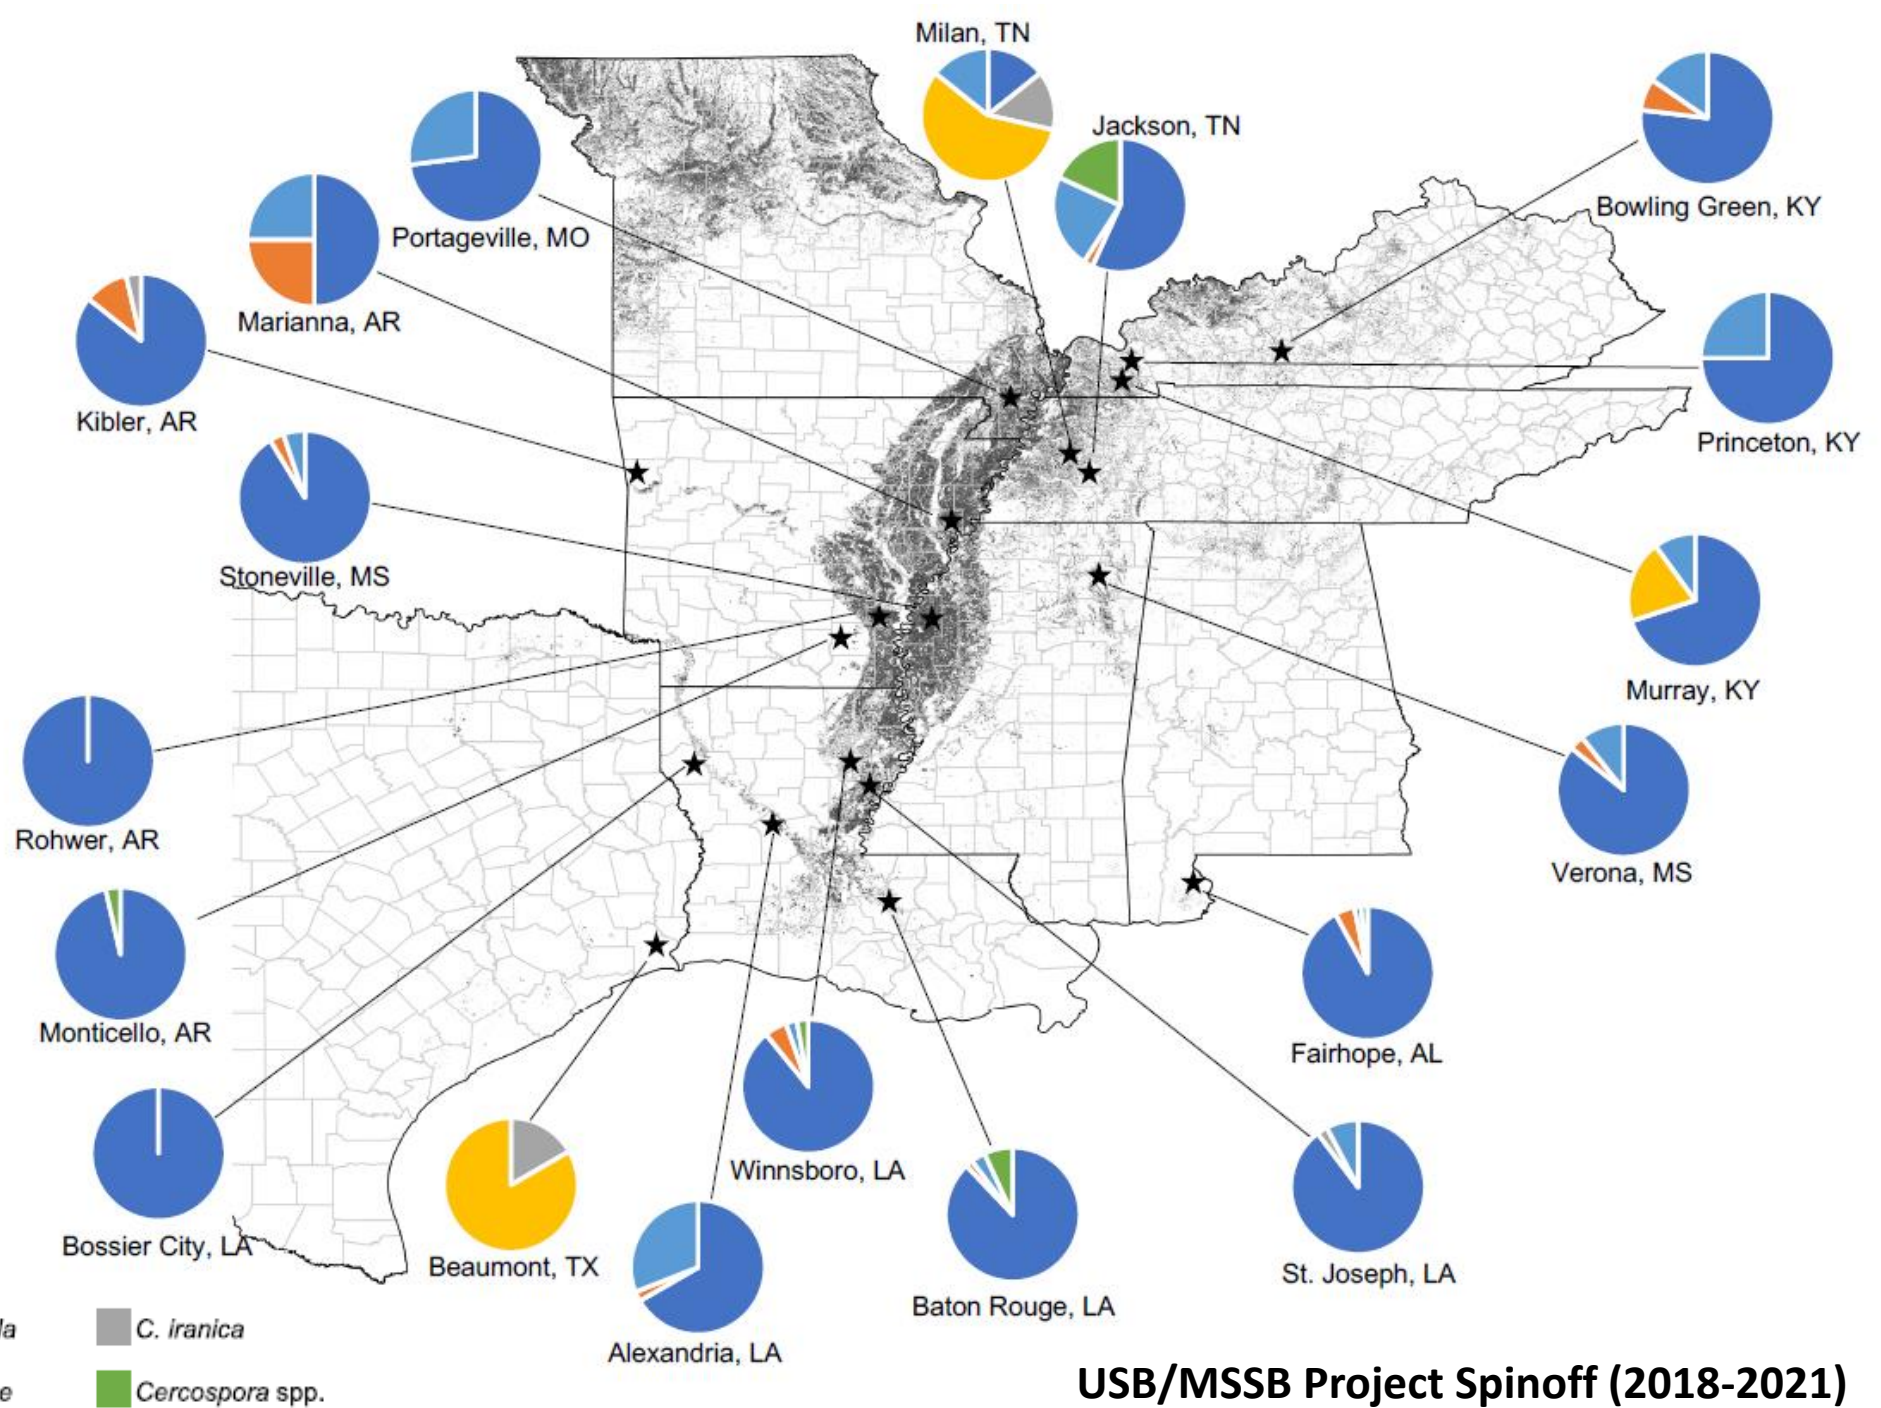 Milan, TN
Jackson, TN
Bowling Green, KY
Portageville, MO
Marianna, AR
Kibler, AR
Princeton, KY
Stoneville, MS
Murray, KY
Rohwer, AR
Verona, MS
Monticello, AR
Fairhope, AL
Winnsboro, LA
Bossier City, LA
Beaumont, TX
Baton Rouge, LA
St. Joseph, LA
Alexandria, LA
la
C. iranica
e
Cercospora spp.
USB/MSSB Project Spinoff (2018-2021)